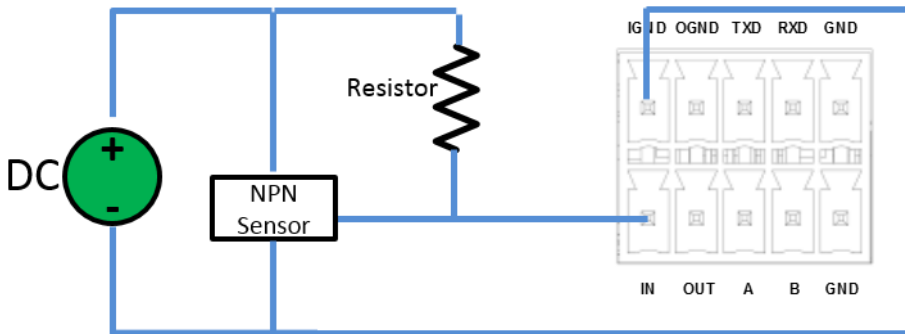 IGND OGND TXD RXD GND
Resistor
+
DC
-
NPN
Sensor
IN OUT A B GND